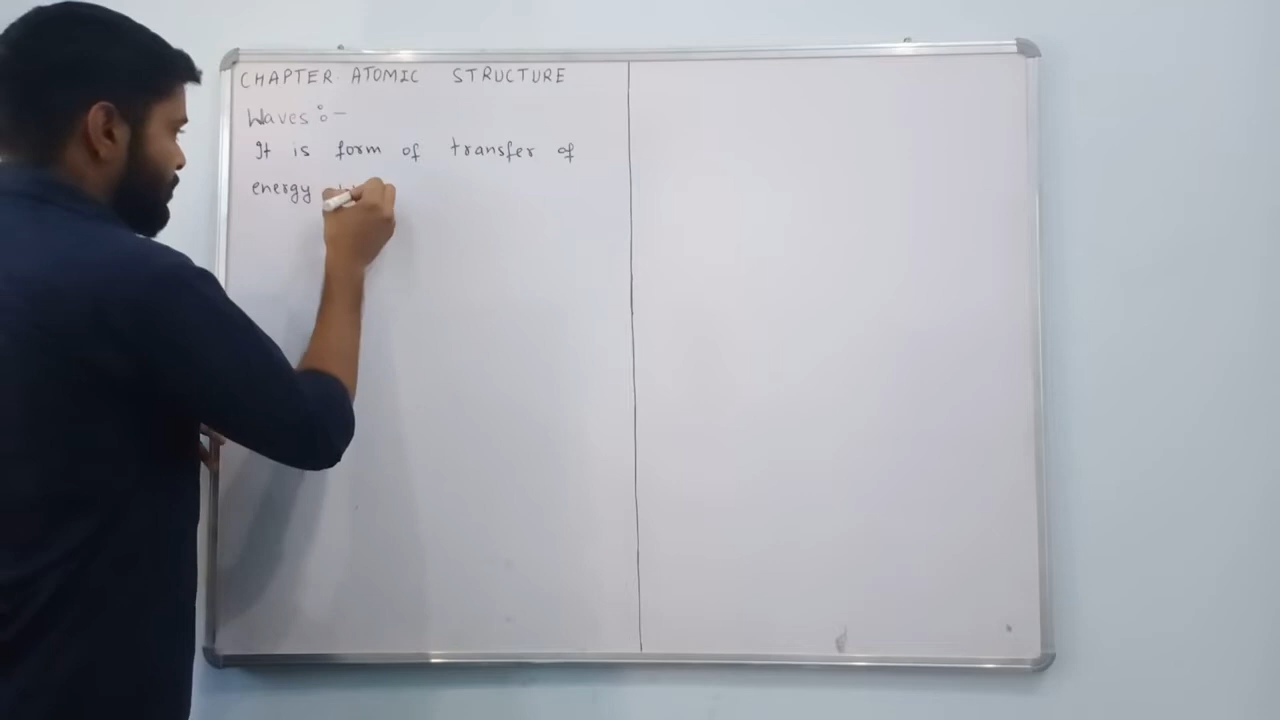 CHAPTER. ATOMIC STRUCTURE
Waves :-
It is form of transfer of
energy